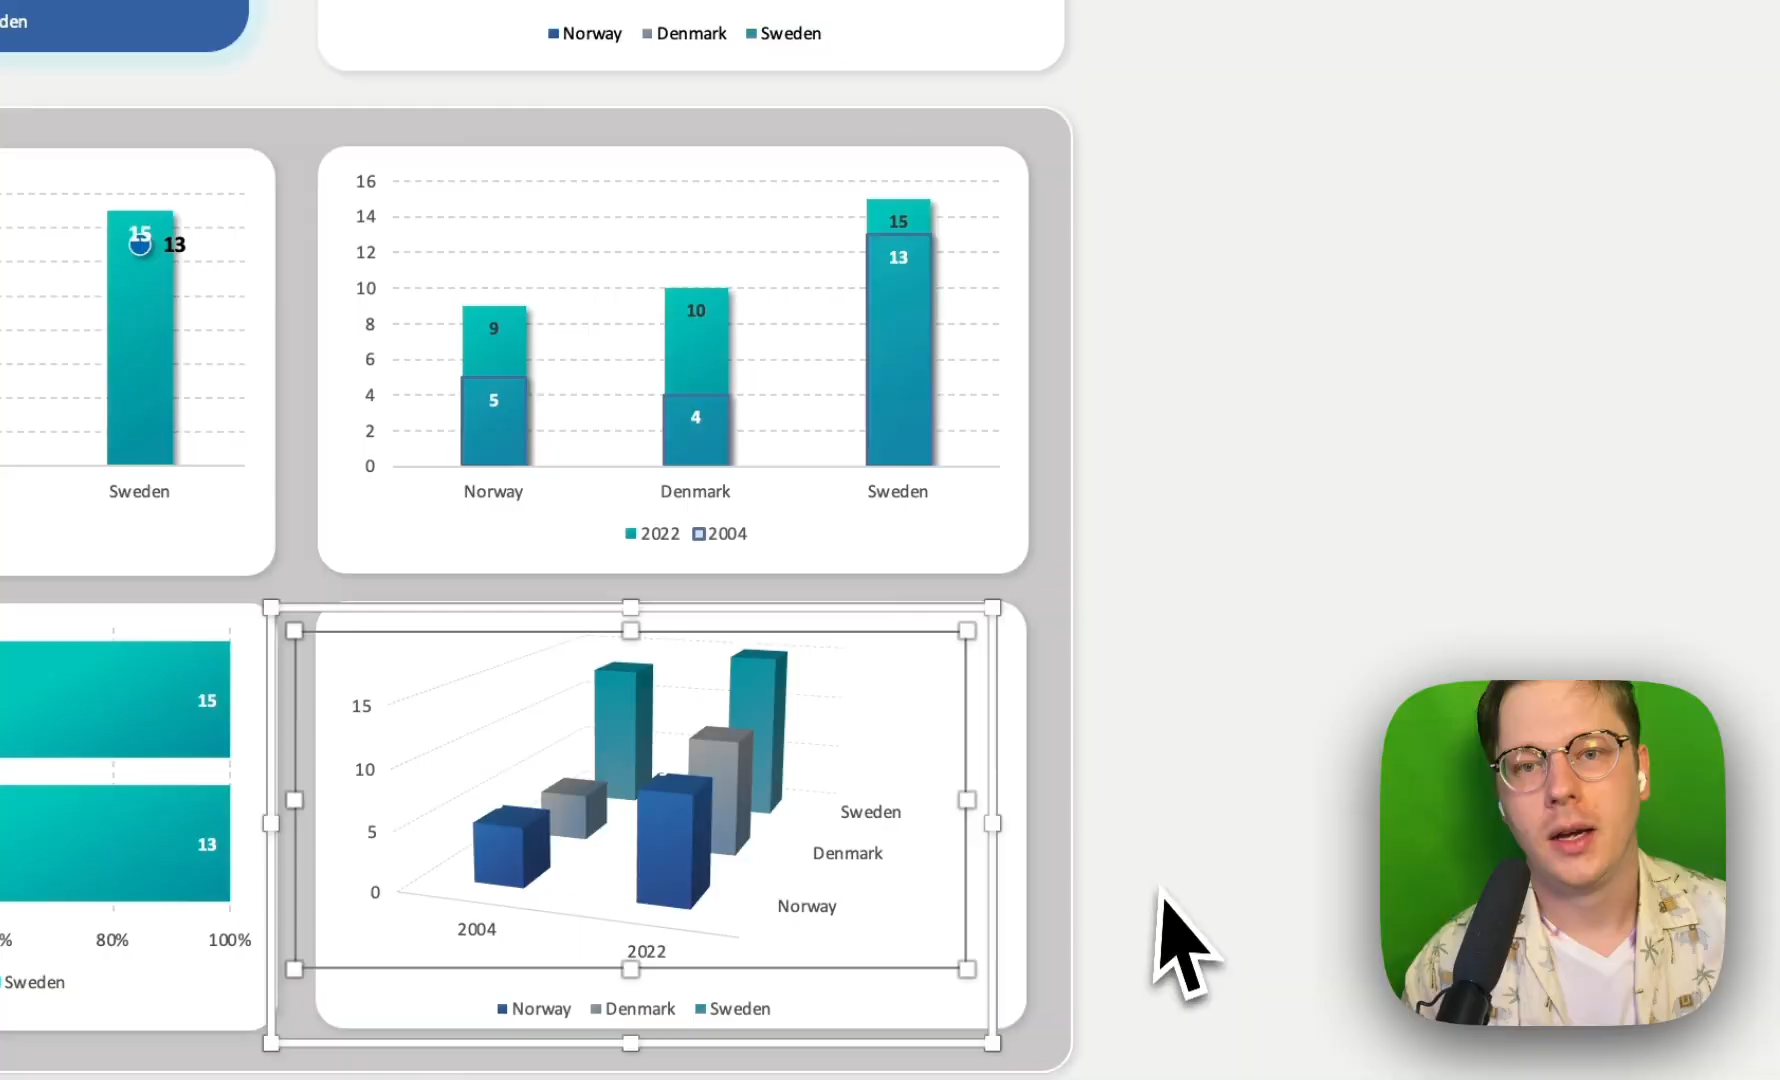 den
Norway Denmark Sweden
15
13
Sweden
16
14
12
10
8
6
4
2
0
9
5
10
4
15
13
Norway Denmark Sweden
2022 2004
15
13
% 80% 100%
Sweden
15
10
5
0
2004
2022
Sweden
Denmark
Norway
Norway Denmark Sweden